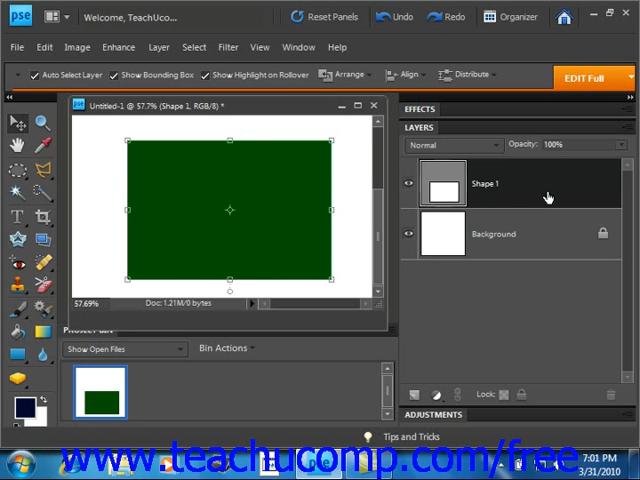 pse Welcome, TeachUco... Reset Panels Undo Redo Organizer
File Edit Image Enhance Layer Select Filter View Window Help
Auto Select Layer Show Bounding Box Show Highlight on Rollover Arrange Align Distribute EDIT Full
pse Untitled-1 @ 57.7% (Shape 1, RGB/8) *
EFFECTS
LAYERS
Normal Opacity: 100%
Shape 1
Background
57.69% Doc: 1.21M/0 bytes
PROJECT BIN
Show Open Files Bin Actions
Lock:
ADJUSTMENTS
Tips and Tricks
www.teachucomp.com/free
pse
7:01 PM
3/31/2010